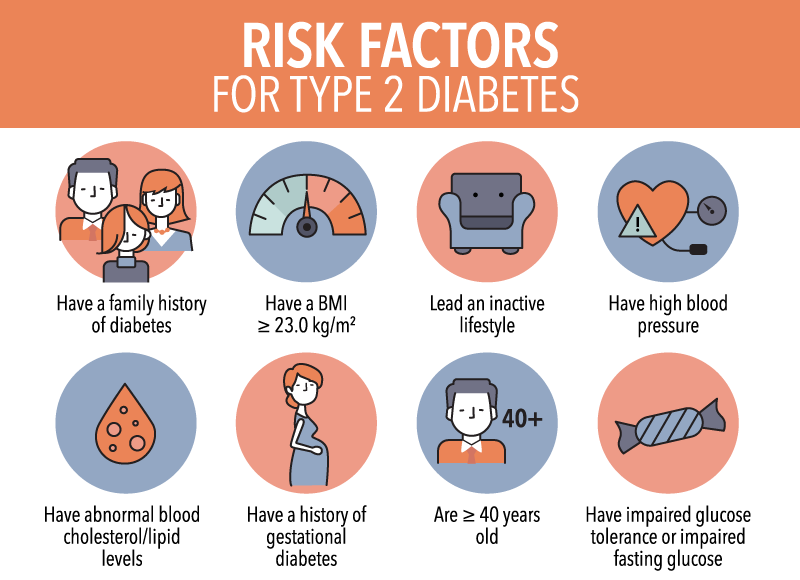 RISK FACTORS
FOR TYPE 2 DIABETES
Have a family history
of diabetes
Have a BMI
≥ 23.0 kg/m²
Lead an inactive
lifestyle
!
Have high blood
pressure
Have abnormal blood
cholesterol/lipid
levels
Have a history of
gestational
diabetes
40+
Are ≥ 40 years
old
Have impaired glucose
tolerance or impaired
fasting glucose